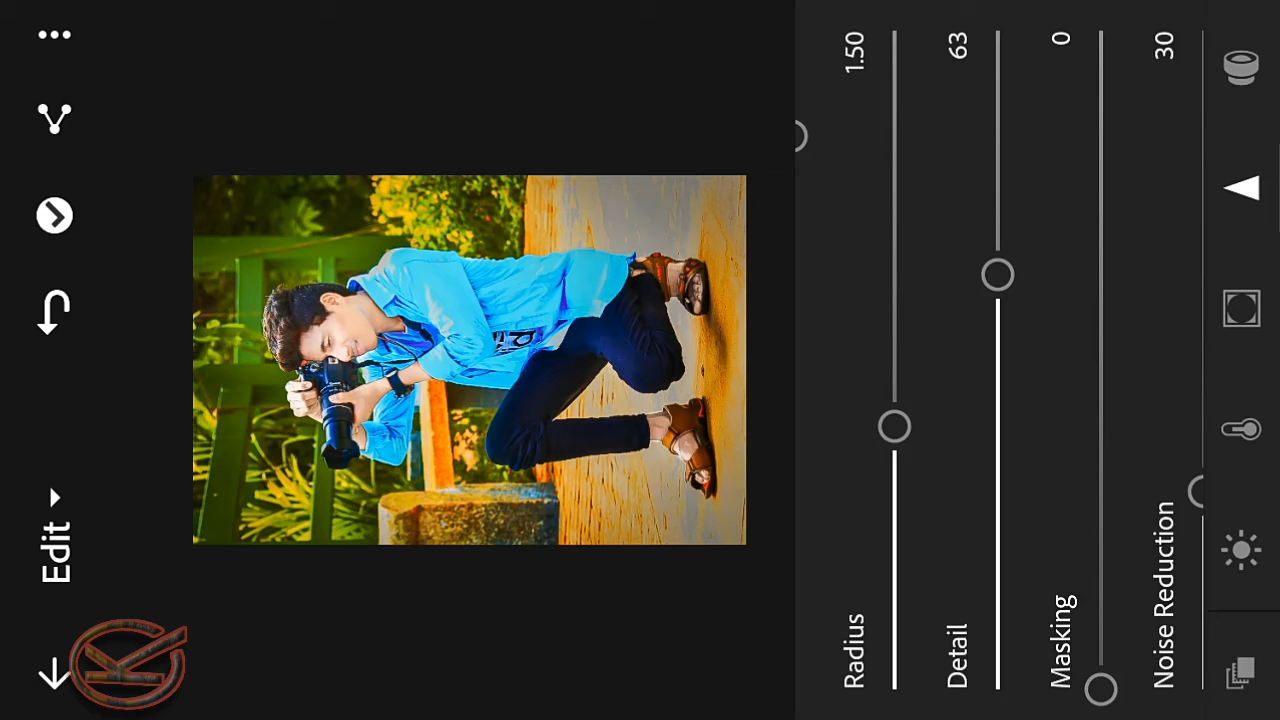 Edit
Radius 1.50
Detail 63
Masking 0
Noise Reduction 30